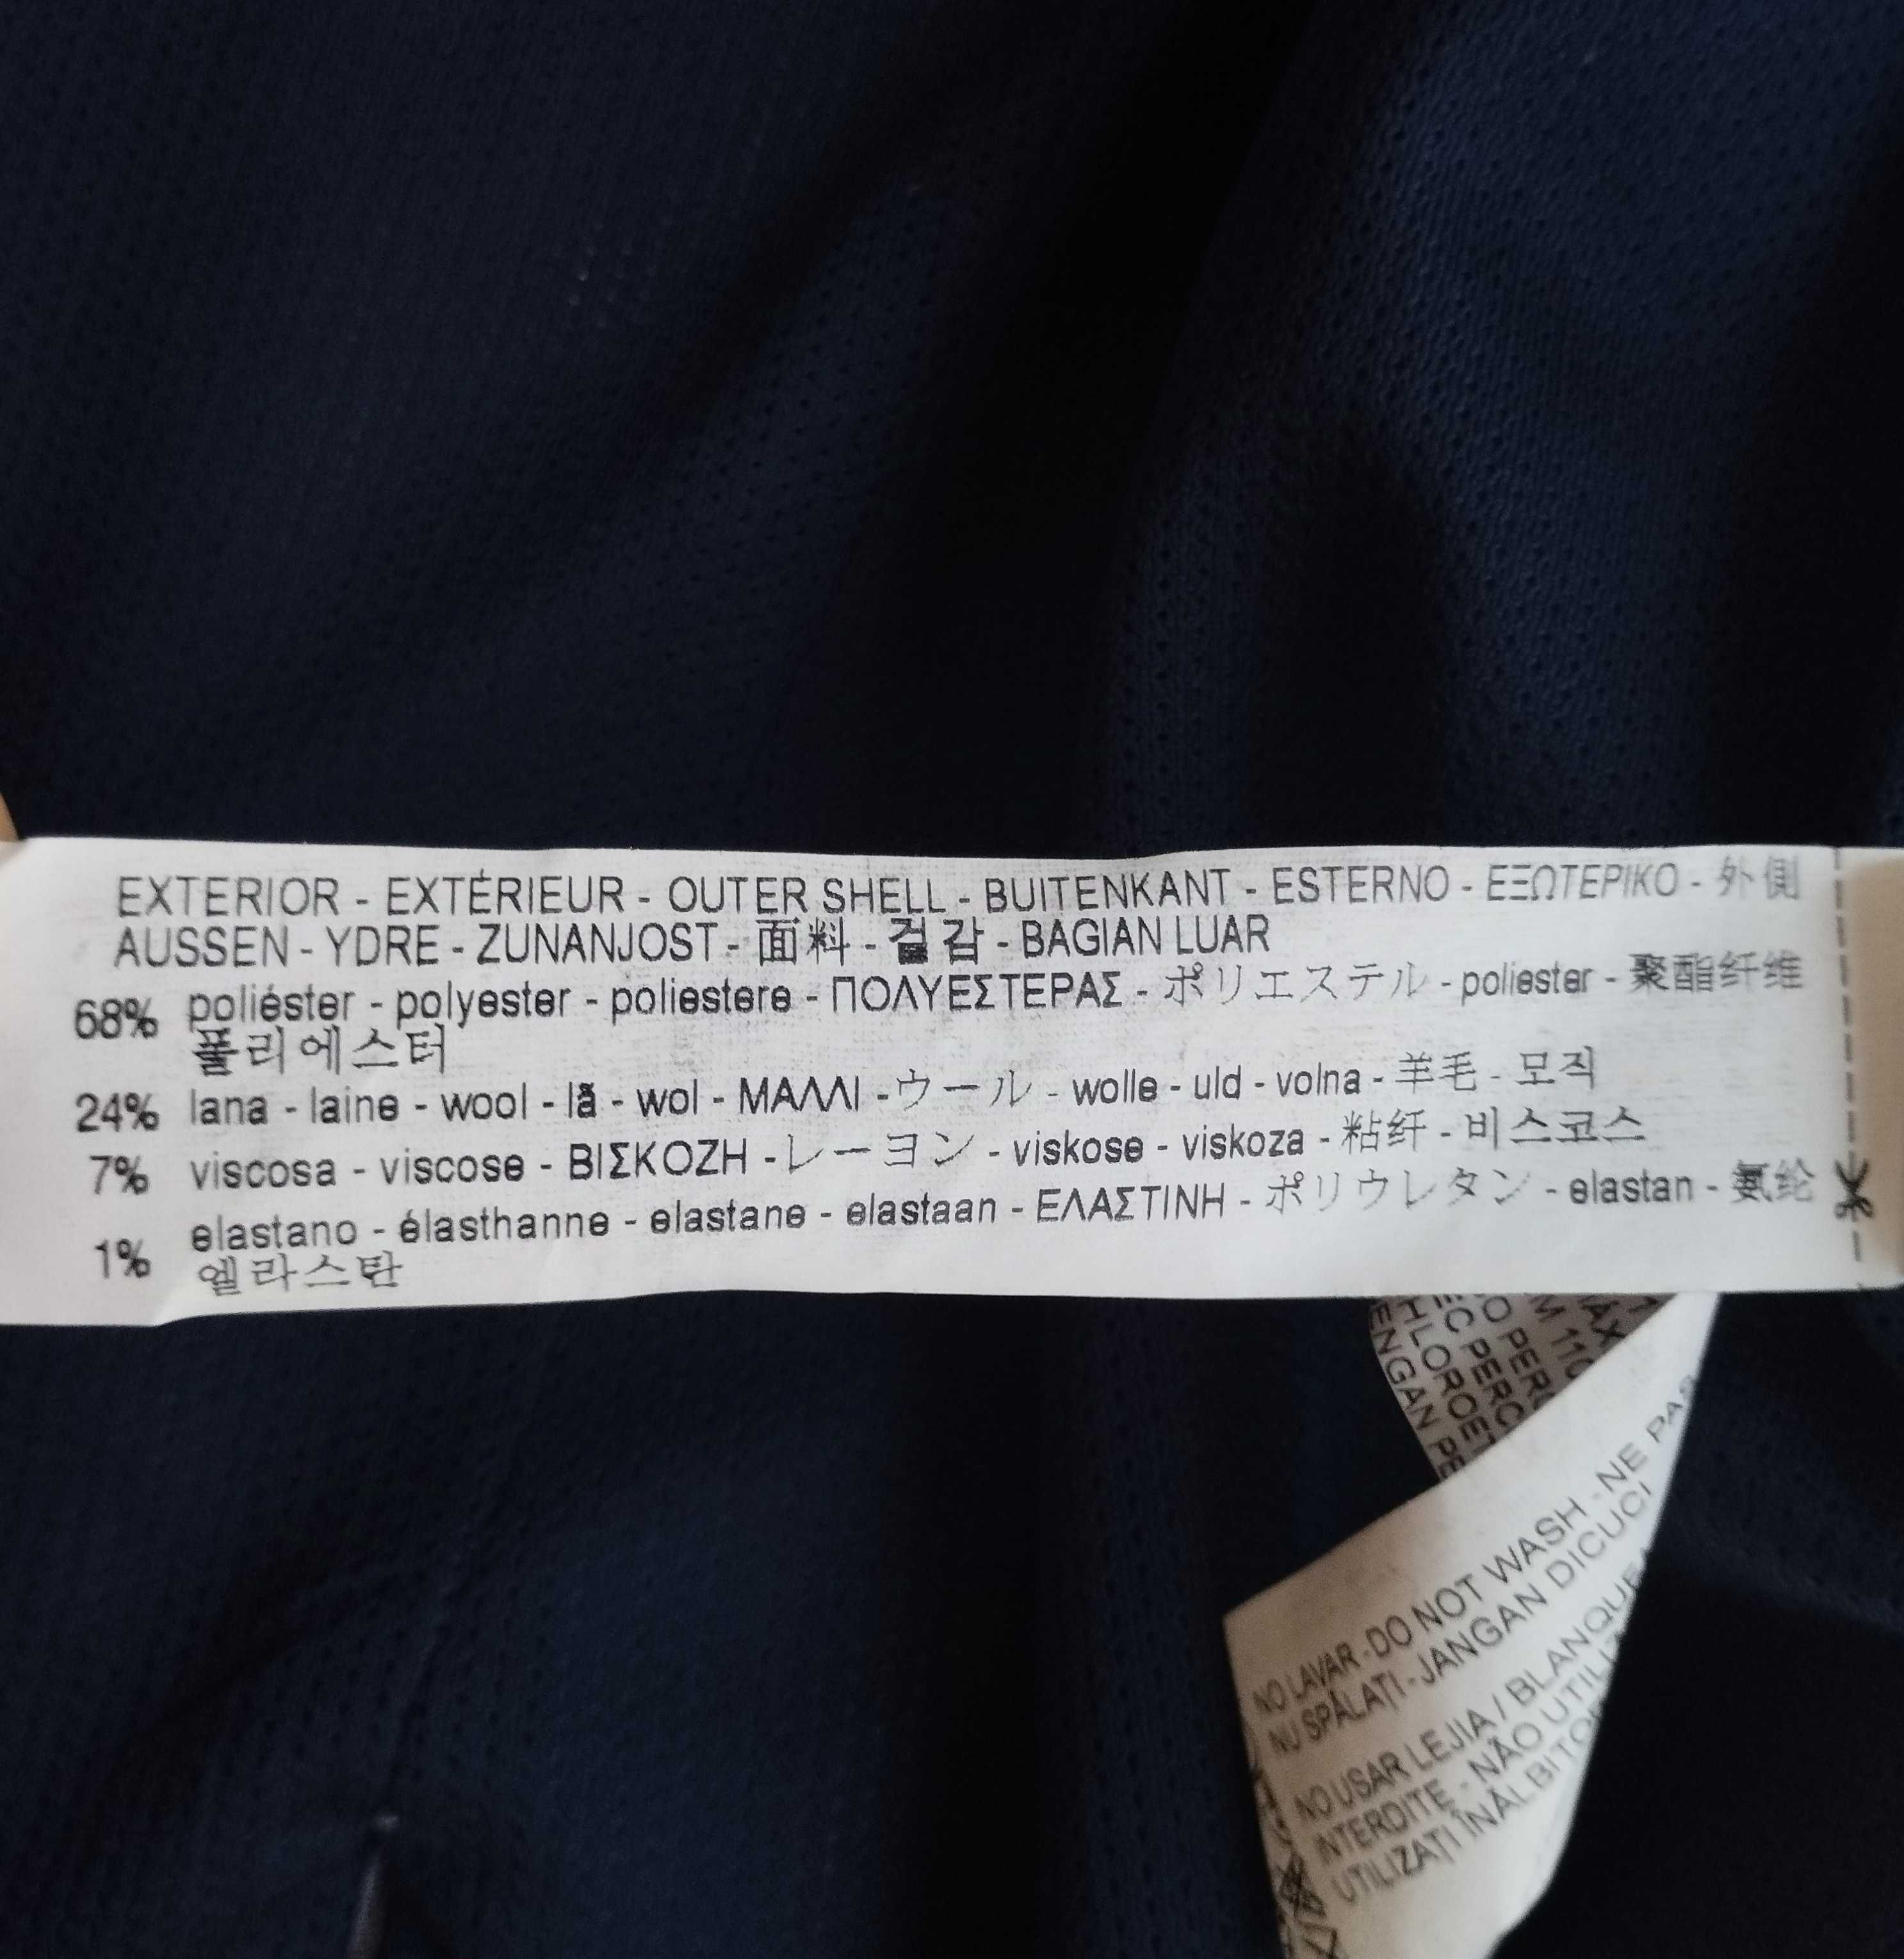 EXTERIOR - EXTÉRIEUR - OUTER SHELL - BUITENKANT - ESTERNO - ΕΞΩΤΕΡΙΚΟ - 外側
AUSSEN - YDRE - ZUNANJOST - 面料 - 겉감 - BAGIAN LUAR
68% poliéster - polyester - poliestere - ΠΟΛΥΕΣΤΕΡΑΣ - ポリエステル - poliester - 聚酯纤维
폴리에스터
24% lana - laine - wool - lã - wol - ΜΑΛΛΙ - ウール - wolle - uld - volna - 羊毛 - 모직
7% viscosa - viscose - ΒΙΣΚΟΖΗ - レーヨン - viskose - viskoza - 粘纤 - 비스코스
1% elastano - élasthanne - elastane - elastaan - ΕΛΑΣΤΙΝΗ - ポリウレタン - elastan - 氨纶
엘라스탄
NO LAVAR - DO NOT WASH - NE PAS
NU SPĂLAȚI - JANGAN DICUCI
NO USAR LEJIA / BLANQUE
INTERDITE - NÃO UTILIZ
UTILIZAȚI ÎNĂLBITO